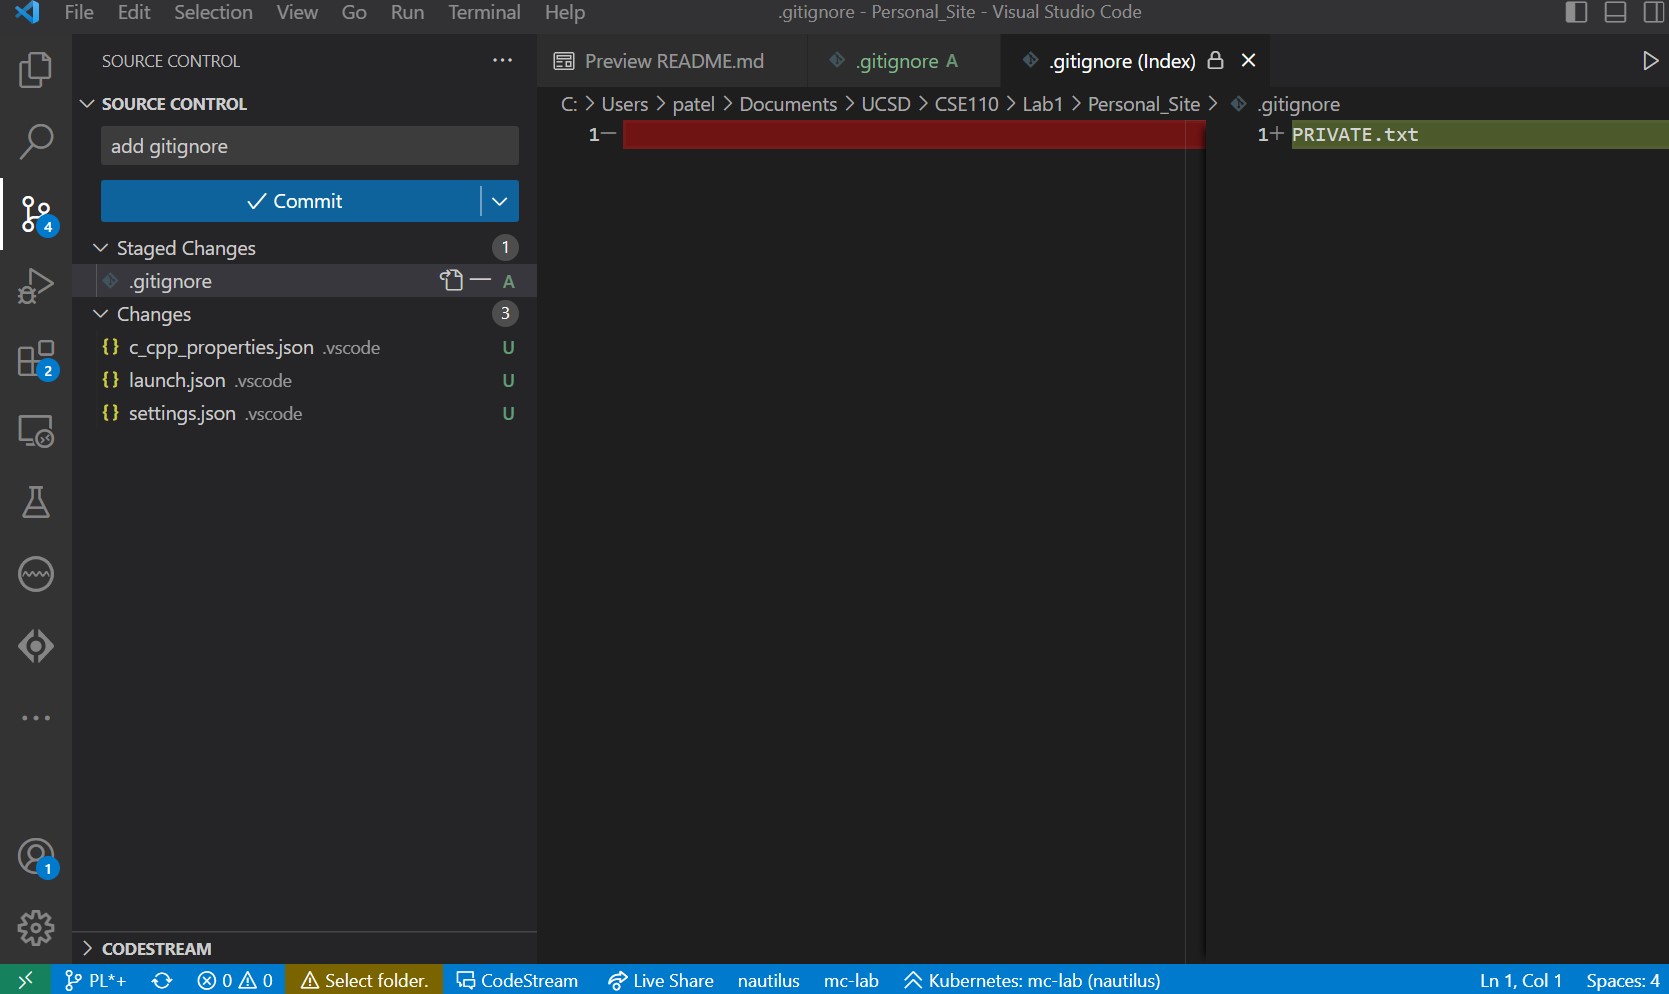 File Edit Selection View Go Run Terminal Help
.gitignore - Personal_Site - Visual Studio Code
SOURCE CONTROL ···
SOURCE CONTROL
add gitignore
Commit
Staged Changes 1
.gitignore A
Changes 3
c_cpp_properties.json .vscode U
launch.json .vscode U
settings.json .vscode U
CODESTREAM
4
2
1
Preview README.md
.gitignore A
.gitignore (Index)
C: > Users > patel > Documents > UCSD > CSE110 > Lab1 > Personal_Site > .gitignore
1−
1+ PRIVATE.txt
PL*+ 0 0 Select folder. CodeStream Live Share nautilus mc-lab Kubernetes: mc-lab (nautilus) Ln 1, Col 1 Spaces: 4